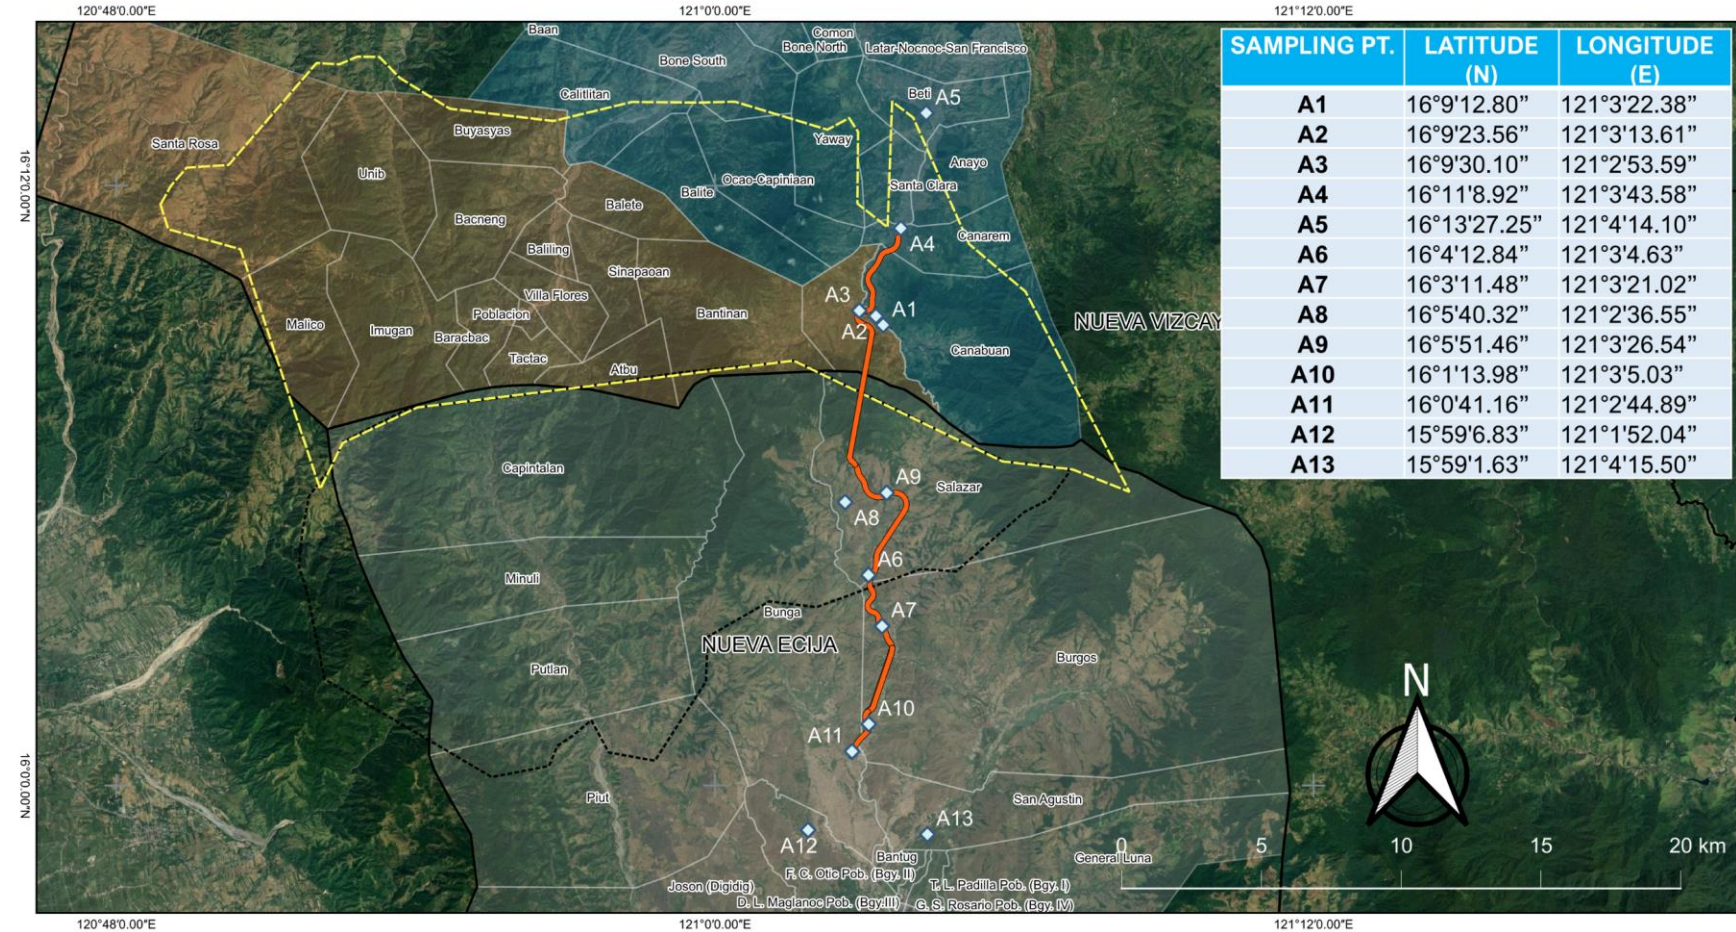 120°48'0.00"E
121°0'0.00"E
121°12'0.00"E
Baan
Comon
Bone North
Latar-Nocnoc-San Francisco
Bone South
Calitlitan
Beti
A5
Santa Rosa
Buyasyas
Yaway
Anayo
16°12'0.00"N
Unib
Ocao-Capiniaan
Santa Clara
Balite
Bacneng
Balete
Canarem
A4
Baliling
Sinapaoan
Villa Flores
A3
A1
Malico
Imugan
Poblacion
Bantinan
NUEVA VIZCAY
Baracbac
A2
Tactac
Canabuan
Atbu
Capintalan
A9
Salazar
A8
A6
Minuli
Bunga
A7
NUEVA ECIJA
Burgos
Putlan
A10
A11
16°0'0.00"N
Piut
San Agustin
A13
A12
Bantug
General Luna
F. C. Otic Pob. (Bgy. II)
Joson (Digidig)
T. L. Padilla Pob. (Bgy. I)
D. L. Maglanoc Pob. (Bgy.III)
G. S. Rosario Pob. (Bgy. IV)
SAMPLING PT. LATITUDE (N) LONGITUDE (E)
A1 16°9'12.80” 121°3'22.38”
A2 16°9'23.56” 121°3'13.61”
A3 16°9'30.10” 121°2'53.59”
A4 16°11'8.92” 121°3'43.58”
A5 16°13'27.25” 121°4'14.10”
A6 16°4'12.84” 121°3'4.63”
A7 16°3'11.48” 121°3'21.02”
A8 16°5'40.32” 121°2'36.55”
A9 16°5'51.46” 121°3'26.54”
A10 16°1'13.98” 121°3'5.03”
A11 16°0'41.16” 121°2'44.89”
A12 15°59'6.83” 121°1'52.04”
A13 15°59'1.63” 121°4'15.50”
N
0 5 10 15 20 km
120°48'0.00"E
121°0'0.00"E
121°12'0.00"E